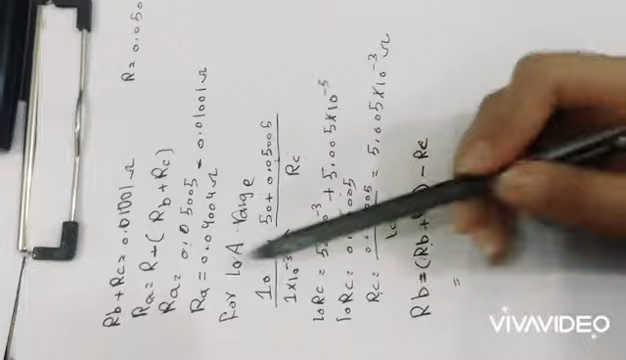 R = 0.050
Rb + Rc = 0.01001 Ω
Ra = R - (Rb + Rc)
Ra = 0.05005 - 0.01001 Ω
Ra = 0.04004 Ω
For 10A range
10 / 1×10⁻³ = 50 + 0.05005 / Rc
10Rc = + 5.005×10⁻⁵
10Rc = 0.
Rc = = 5.005×10⁻³ Ω
Rb = (Rb + ) - Rc
=
VIVAVIDEO